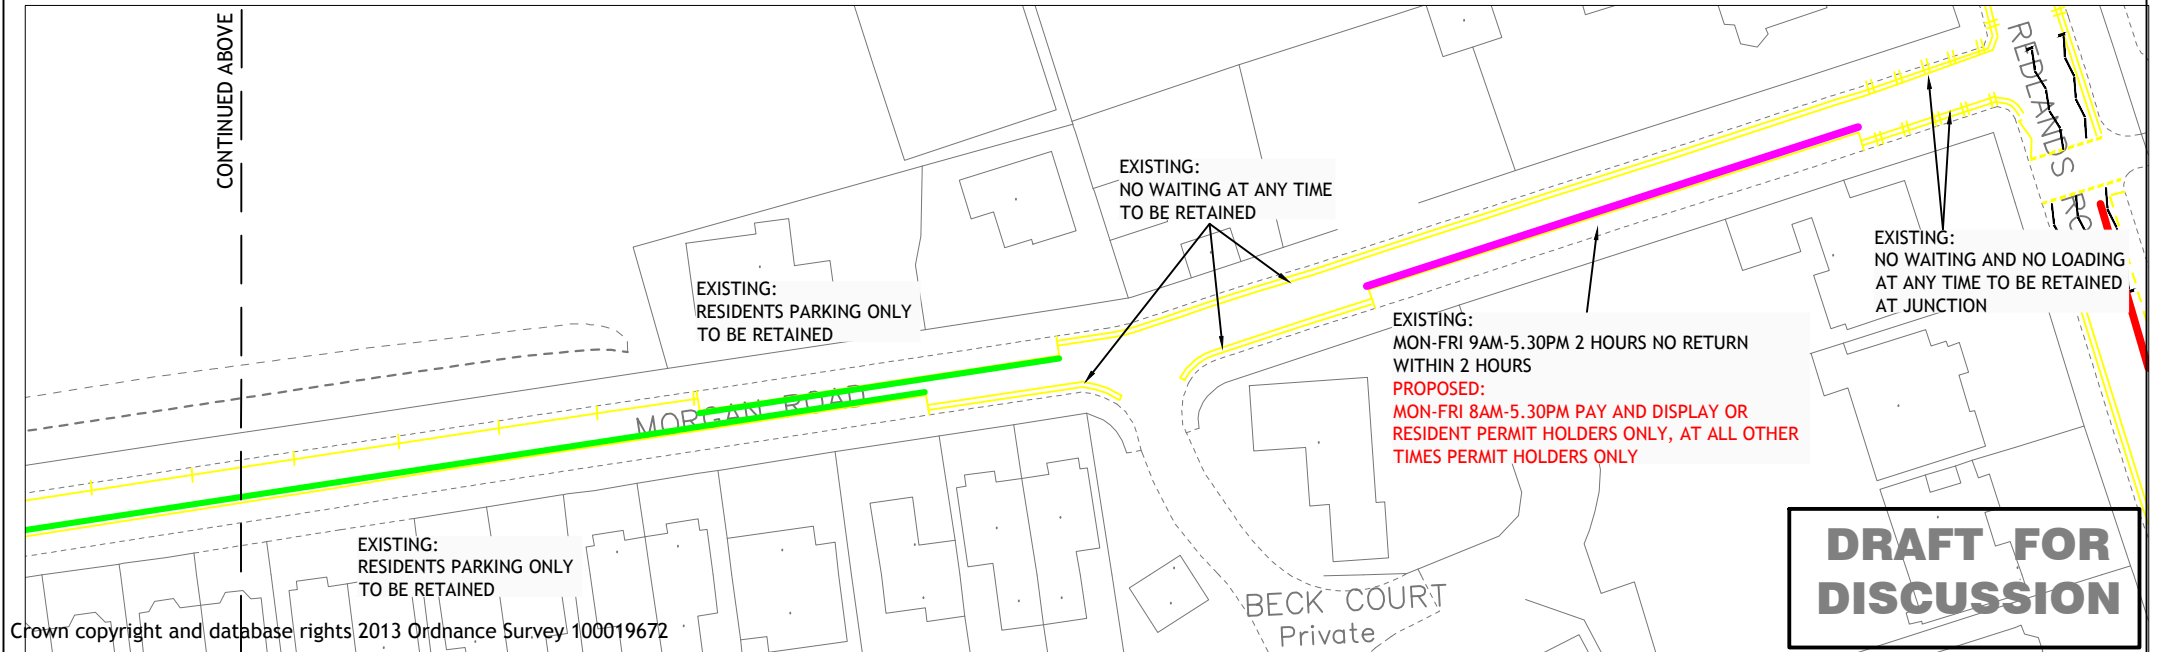 CONTINUED ABOVE
REDLANDS RO
EXISTING:
NO WAITING AT ANY TIME
TO BE RETAINED
EXISTING:
NO WAITING AND NO LOADING
AT ANY TIME TO BE RETAINED
AT JUNCTION
EXISTING:
RESIDENTS PARKING ONLY
TO BE RETAINED
EXISTING:
MON-FRI 9AM-5.30PM 2 HOURS NO RETURN
WITHIN 2 HOURS
PROPOSED:
MON-FRI 8AM-5.30PM PAY AND DISPLAY OR
RESIDENT PERMIT HOLDERS ONLY, AT ALL OTHER
TIMES PERMIT HOLDERS ONLY
MORGAN ROAD
EXISTING:
RESIDENTS PARKING ONLY
TO BE RETAINED
BECK COURT
Private
DRAFT FOR
DISCUSSION
Crown copyright and database rights 2013 Ordnance Survey 100019672